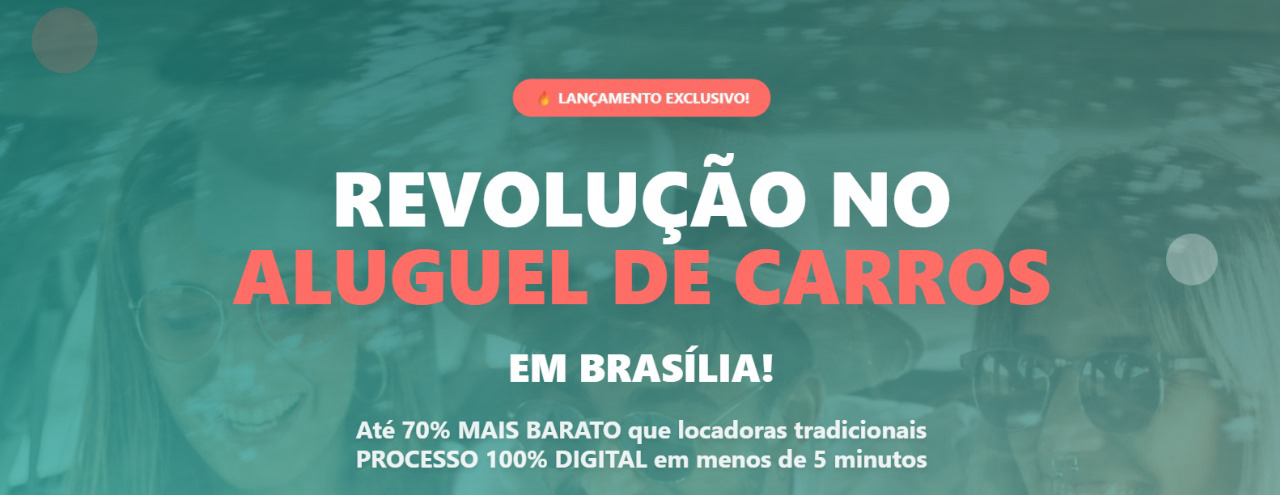 🔥 LANÇAMENTO EXCLUSIVO!
REVOLUÇÃO NO
ALUGUEL DE CARROS
EM BRASÍLIA!
Até 70% MAIS BARATO que locadoras tradicionais
PROCESSO 100% DIGITAL em menos de 5 minutos